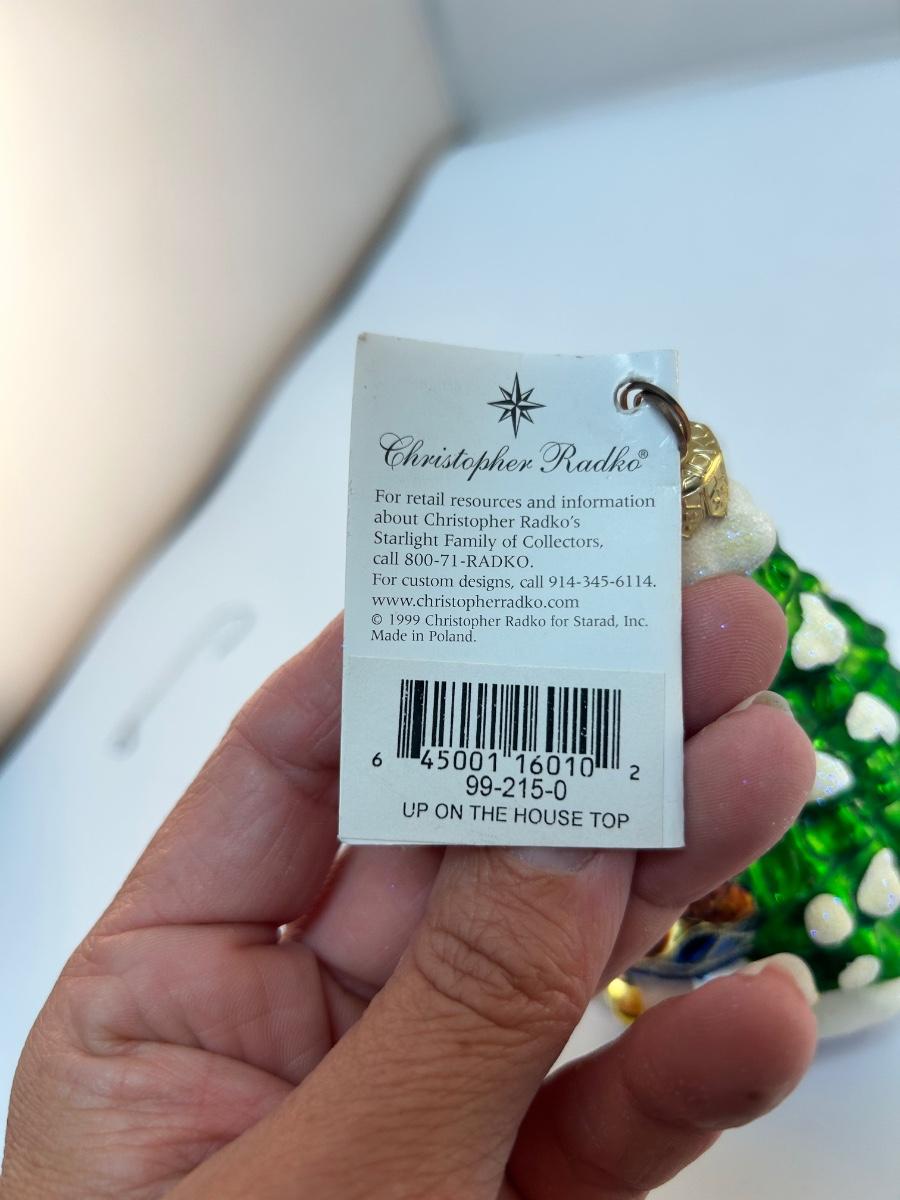 Christopher Radko®
For retail resources and information
about Christopher Radko's
Starlight Family of Collectors,
call 800-71-RADKO.
For custom designs, call 914-345-6114.
www.christopherradko.com
© 1999 Christopher Radko for Starad, Inc.
Made in Poland.
6 45001 16010 2
99-215-0
UP ON THE HOUSE TOP